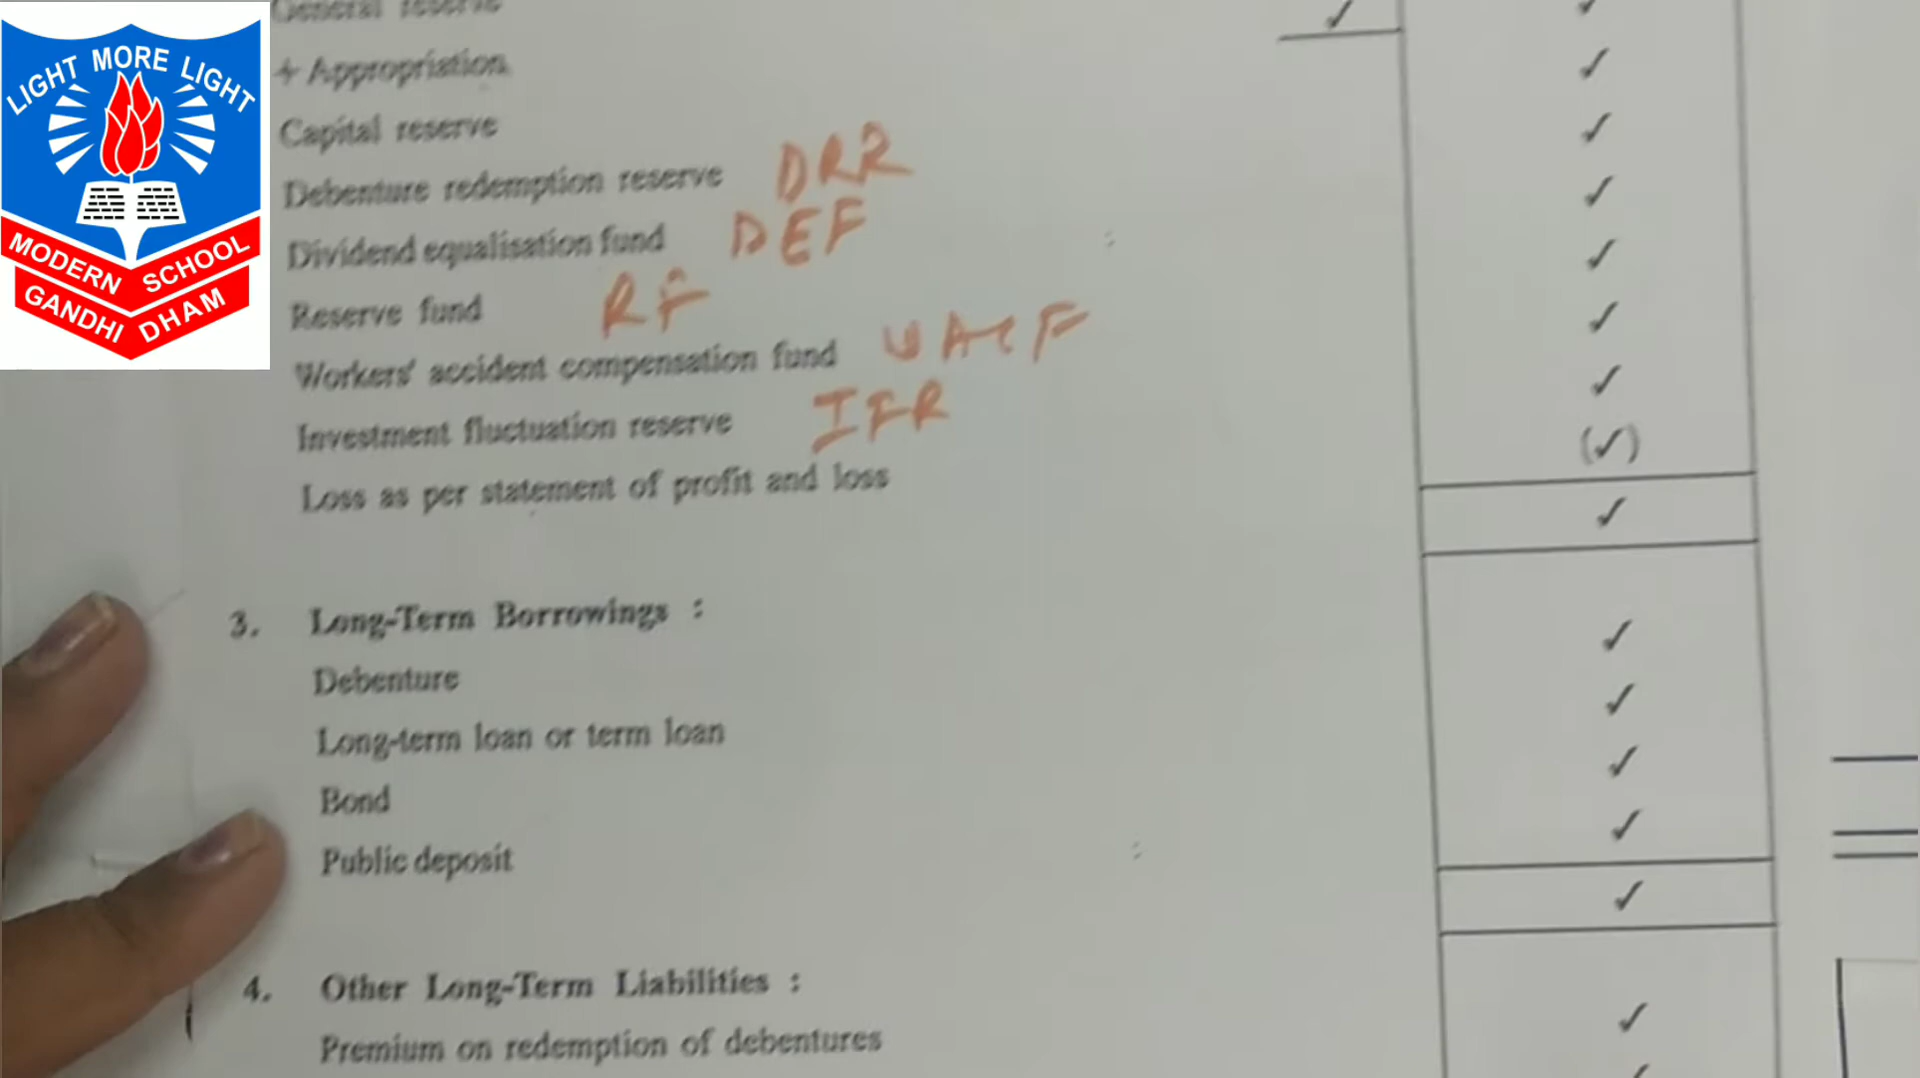 LIGHT MORE LIGHT
MODERN SCHOOL
GANDHI DHAM
General reserve ✓ ✓
+ Appropriation ✓
Capital reserve ✓
Debenture redemption reserve DRR ✓
Dividend equalisation fund DEF ✓
Reserve fund RF ✓
Workers' accident compensation fund WACF ✓
Investment fluctuation reserve IFR (✓)
Loss as per statement of profit and loss
✓
3. Long-Term Borrowings :
Debenture ✓
Long-term loan or term loan ✓
Bond ✓
Public deposit ✓
✓
4. Other Long-Term Liabilities :
Premium on redemption of debentures ✓